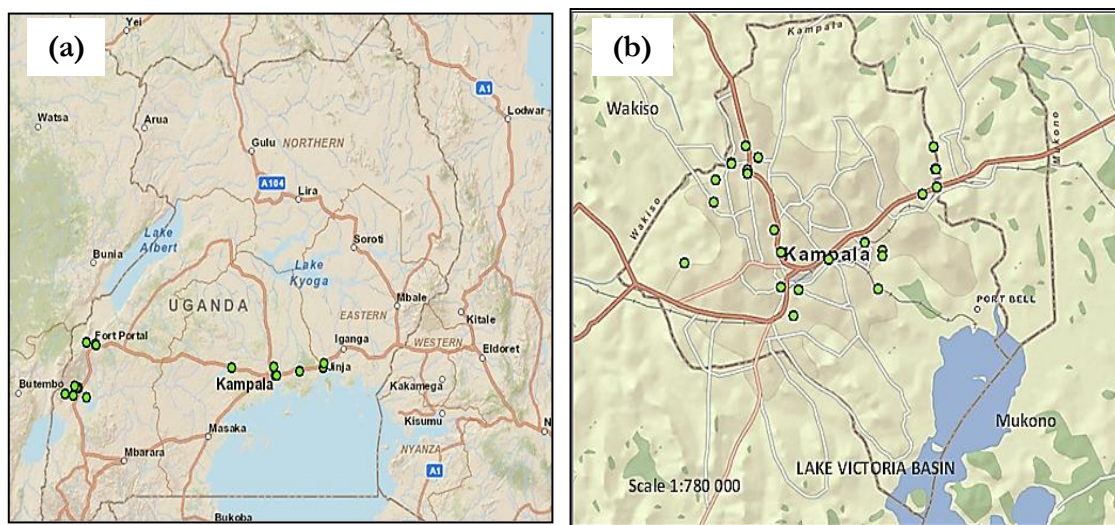 (a)
Yei
A1
Lodwar
Watsa
Arua
Gulu
NORTHERN
A104
Lira
Lake
Albert
Bunia
Soroti
Lake
Kyoga
UGANDA
Mbale
EASTERN
Kitale
Fort Portal
Iganga
WESTERN
Eldoret
Jinja
Butembo
Kampala
Kakamega
Kisumu
N
Masaka
NYANZA
Mbarara
A1
Bukoba
(b)
Kampala
Wakiso
Mukono
Wakiso
Kampala
PORT BELL
Mukono
LAKE VICTORIA BASIN
Scale 1:780 000